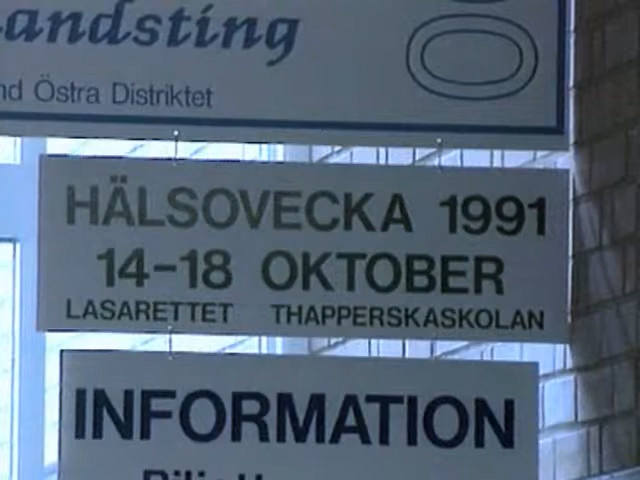 andsting
nd Östra Distriktet
HÄLSOVECKA 1991
14-18 OKTOBER
LASARETTET THAPPERSKASKOLAN
INFORMATION